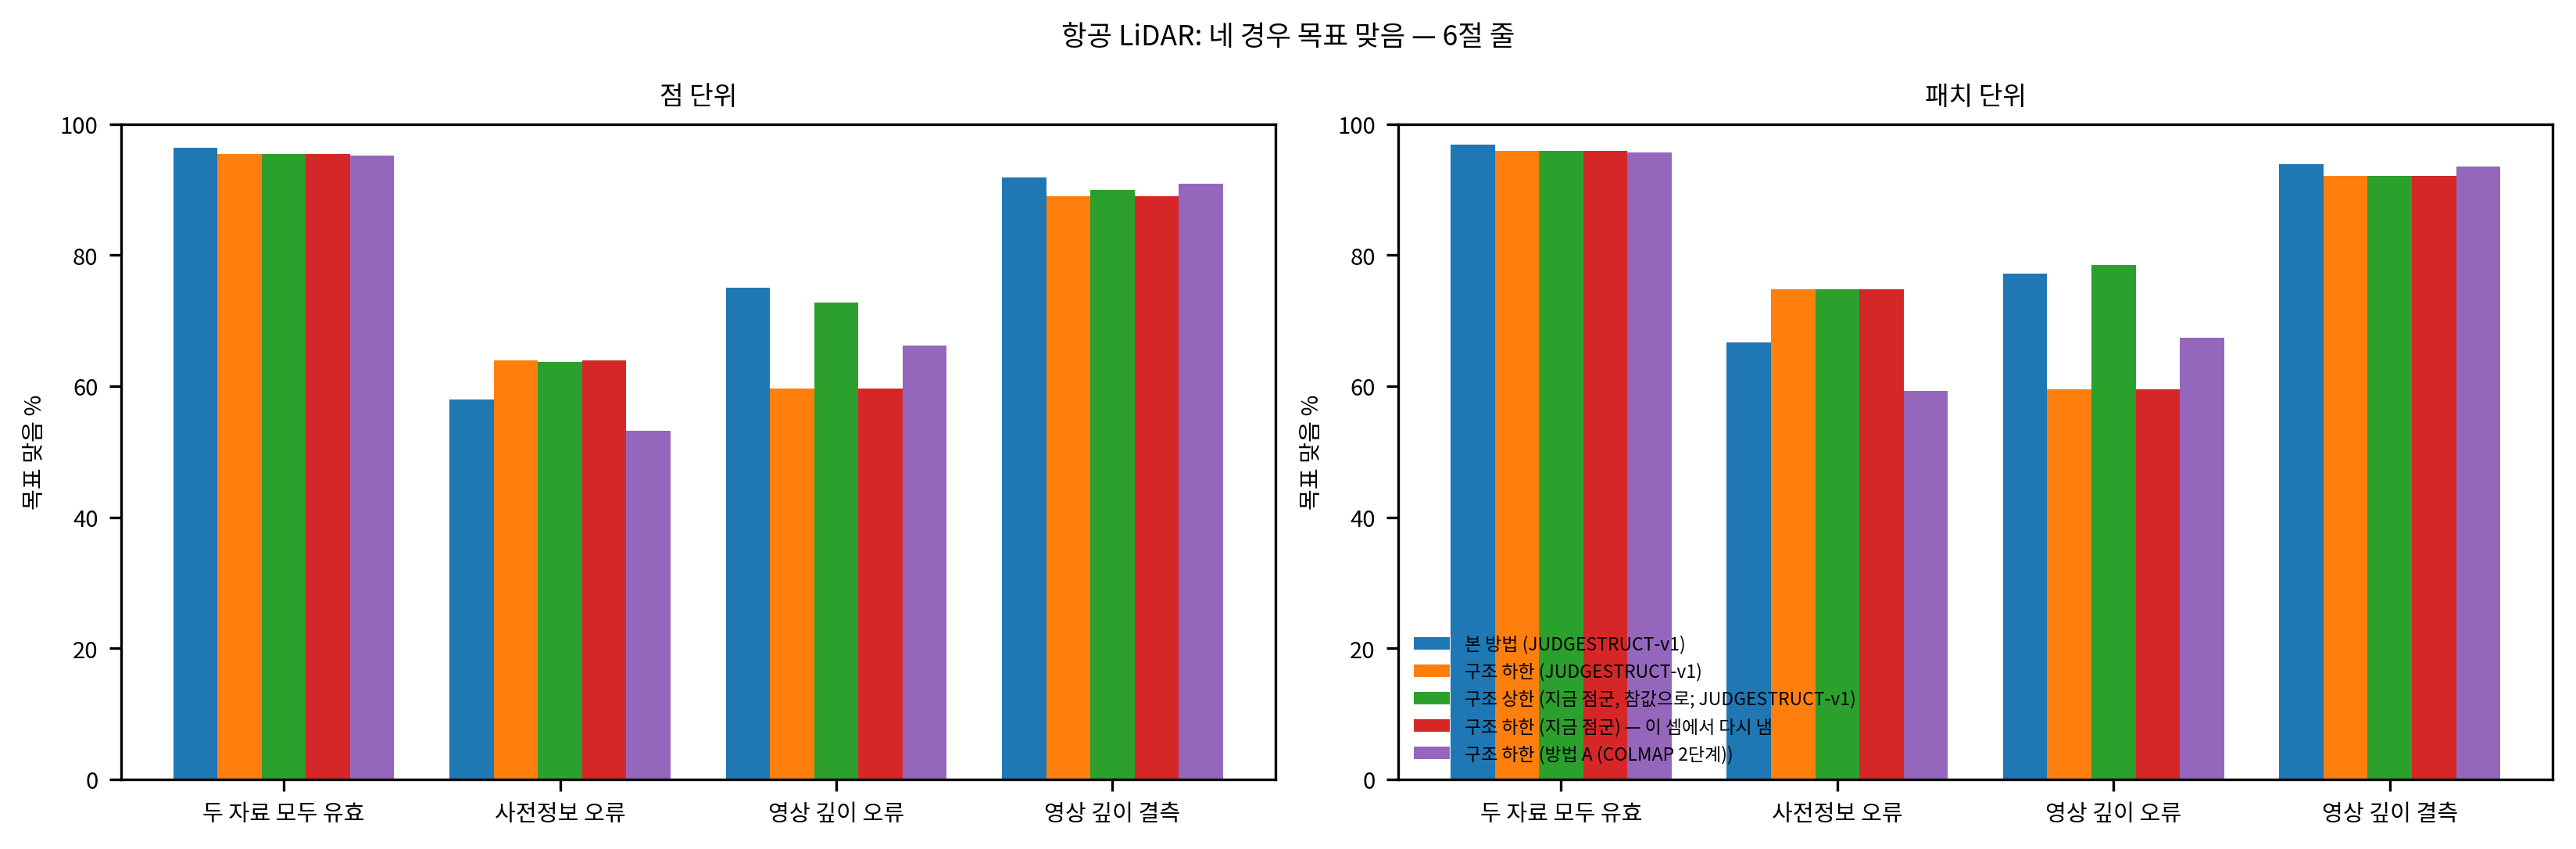 항공 LiDAR: 네 경우 목표 맞음 — 6절 줄
점 단위
목표 맞음 %
100
80
60
40
20
0
두 자료 모두 유효
사전정보 오류
영상 깊이 오류
영상 깊이 결측
패치 단위
목표 맞음 %
100
80
60
40
20
0
본 방법 (JUDGESTRUCT-v1)
구조 하한 (JUDGESTRUCT-v1)
구조 상한 (지금 점군, 참값으로; JUDGESTRUCT-v1)
구조 하한 (지금 점군) — 이 셈에서 다시 냄
구조 하한 (방법 A (COLMAP 2단계))
두 자료 모두 유효
사전정보 오류
영상 깊이 오류
영상 깊이 결측